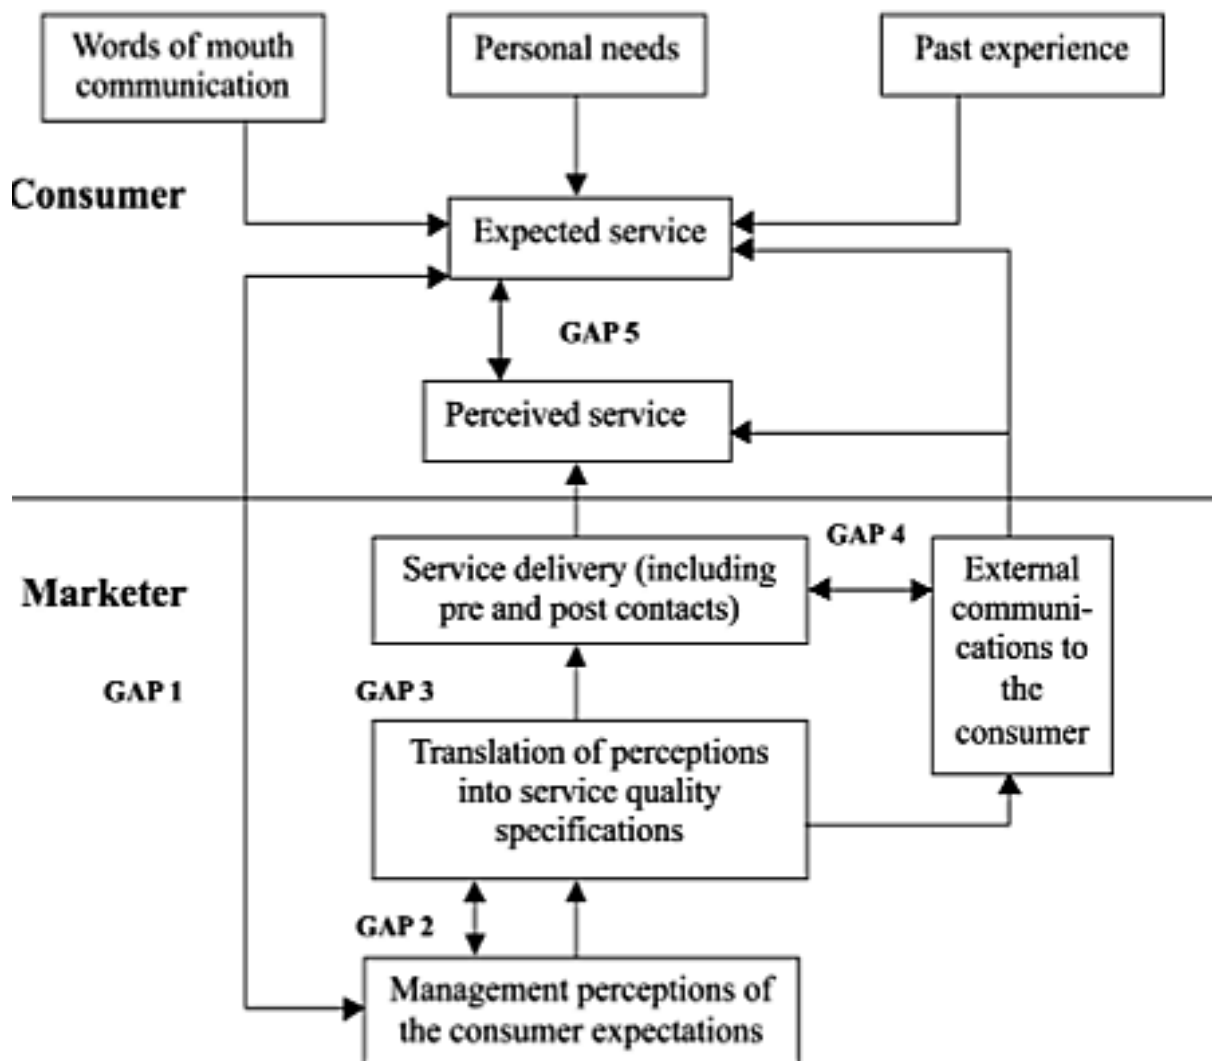 Words of mouth
communication
Personal needs
Past experience
Consumer
Expected service
GAP 5
Perceived service
Marketer
Service delivery (including
pre and post contacts)
GAP 4
External
communi-
cations to
the
consumer
GAP 1
GAP 3
Translation of perceptions
into service quality
specifications
GAP 2
Management perceptions of
the consumer expectations